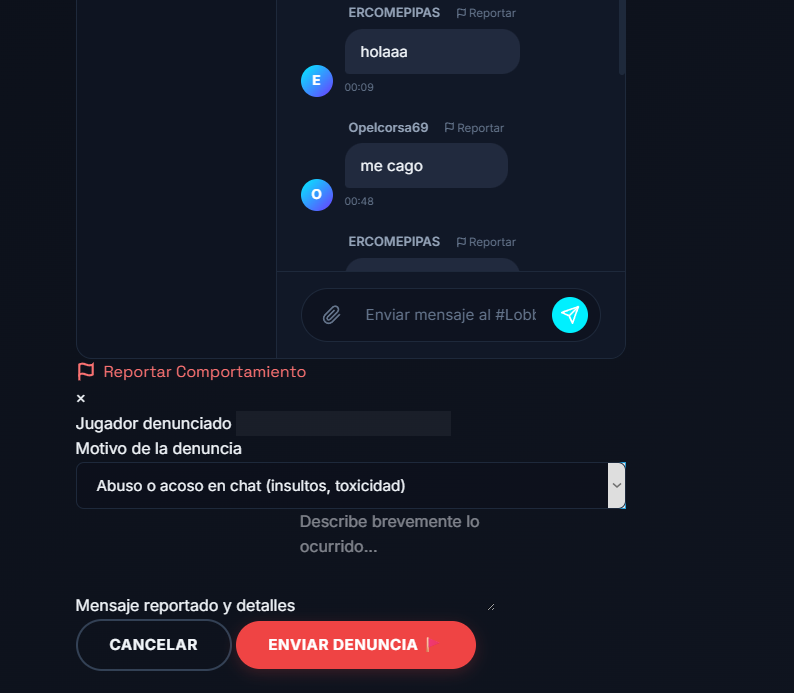 ERCOMEPIPAS Reportar
holaaa
E
00:09
Opelcorsa69 Reportar
me cago
O
00:48
ERCOMEPIPAS Reportar
Enviar mensaje al #Lobb
Reportar Comportamiento
×
Jugador denunciado
Motivo de la denuncia
Abuso o acoso en chat (insultos, toxicidad)
Describe brevemente lo
ocurrido...
Mensaje reportado y detalles
CANCELAR ENVIAR DENUNCIA